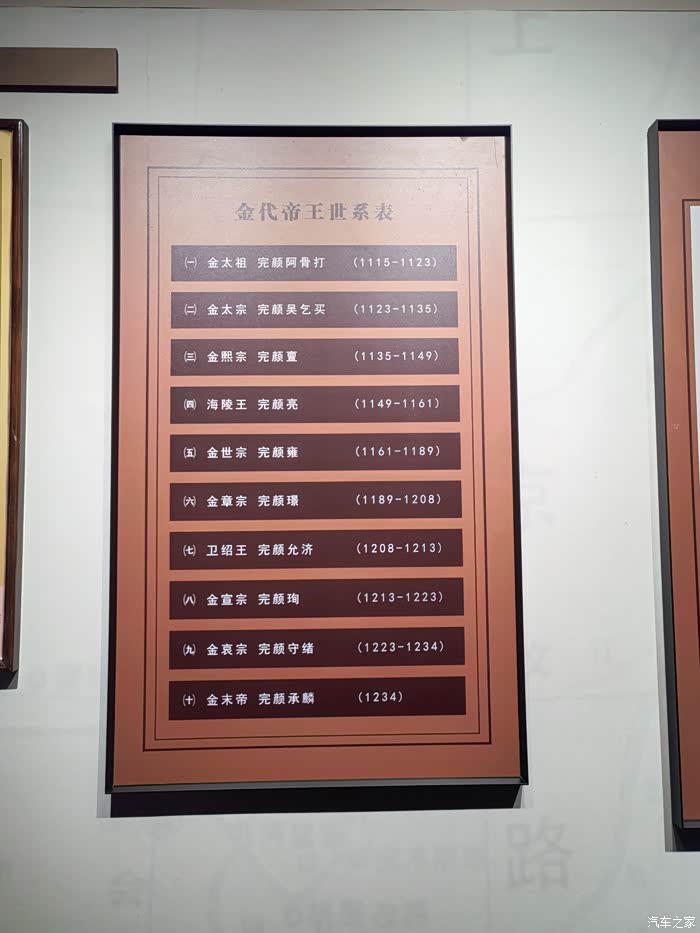 金代帝王世系表
㈠ 金太祖 完颜阿骨打 (1115-1123)
㈡ 金太宗 完颜吴乞买 (1123-1135)
㈢ 金熙宗 完颜亶 (1135-1149)
㈣ 海陵王 完颜亮 (1149-1161)
㈤ 金世宗 完颜雍 (1161-1189)
㈥ 金章宗 完颜璟 (1189-1208)
㈦ 卫绍王 完颜允济 (1208-1213)
㈧ 金宣宗 完颜珣 (1213-1223)
㈨ 金哀宗 完颜守绪 (1223-1234)
㈩ 金末帝 完颜承麟 (1234)
路
汽车之家